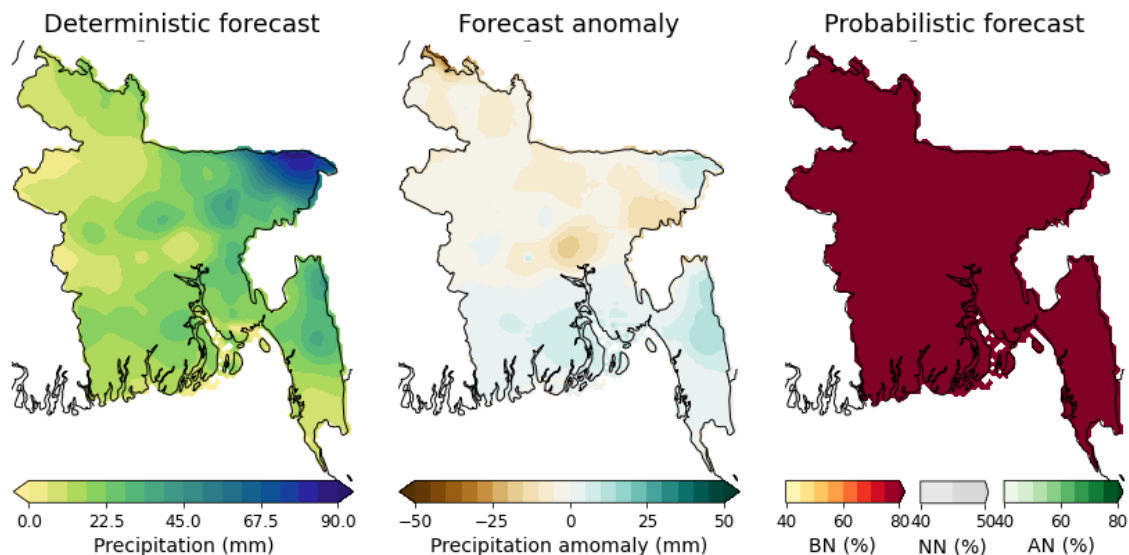 Deterministic forecast Forecast anomaly Probabilistic forecast
0.0 22.5 45.0 67.5 90.0 −50 −25 0 25 50 40 60 80 40 50 40 60 80
Precipitation (mm) Precipitation amomaly (mm) BN (%) NN (%) AN (%)